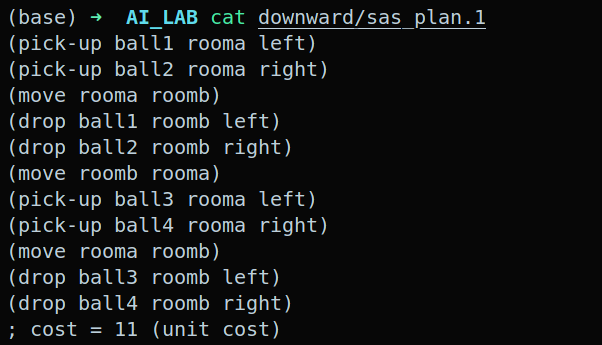 (base) ➜  AI_LAB cat downward/sas_plan.1
(pick-up ball1 rooma left)
(pick-up ball2 rooma right)
(move rooma roomb)
(drop ball1 roomb left)
(drop ball2 roomb right)
(move roomb rooma)
(pick-up ball3 rooma left)
(pick-up ball4 rooma right)
(move rooma roomb)
(drop ball3 roomb left)
(drop ball4 roomb right)
; cost = 11 (unit cost)